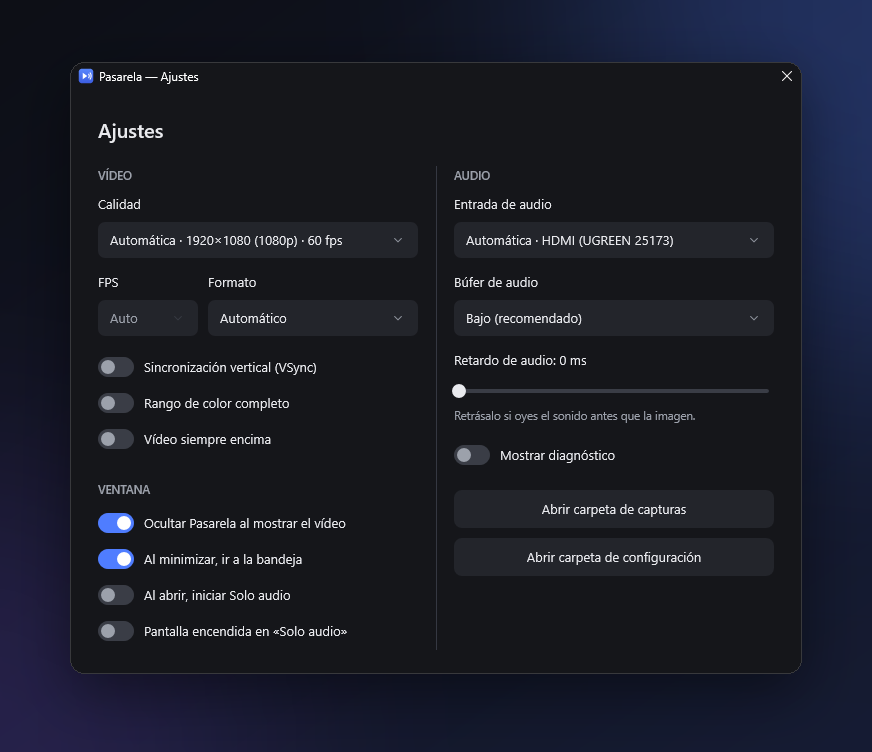 Pasarela — Ajustes
Ajustes
VÍDEO
Calidad
Automática · 1920×1080 (1080p) · 60 fps
FPS
Formato
Auto
Automático
Sincronización vertical (VSync)
Rango de color completo
Vídeo siempre encima
VENTANA
Ocultar Pasarela al mostrar el vídeo
Al minimizar, ir a la bandeja
Al abrir, iniciar Solo audio
Pantalla encendida en «Solo audio»
AUDIO
Entrada de audio
Automática · HDMI (UGREEN 25173)
Búfer de audio
Bajo (recomendado)
Retardo de audio: 0 ms
Retrásalo si oyes el sonido antes que la imagen.
Mostrar diagnóstico
Abrir carpeta de capturas
Abrir carpeta de configuración